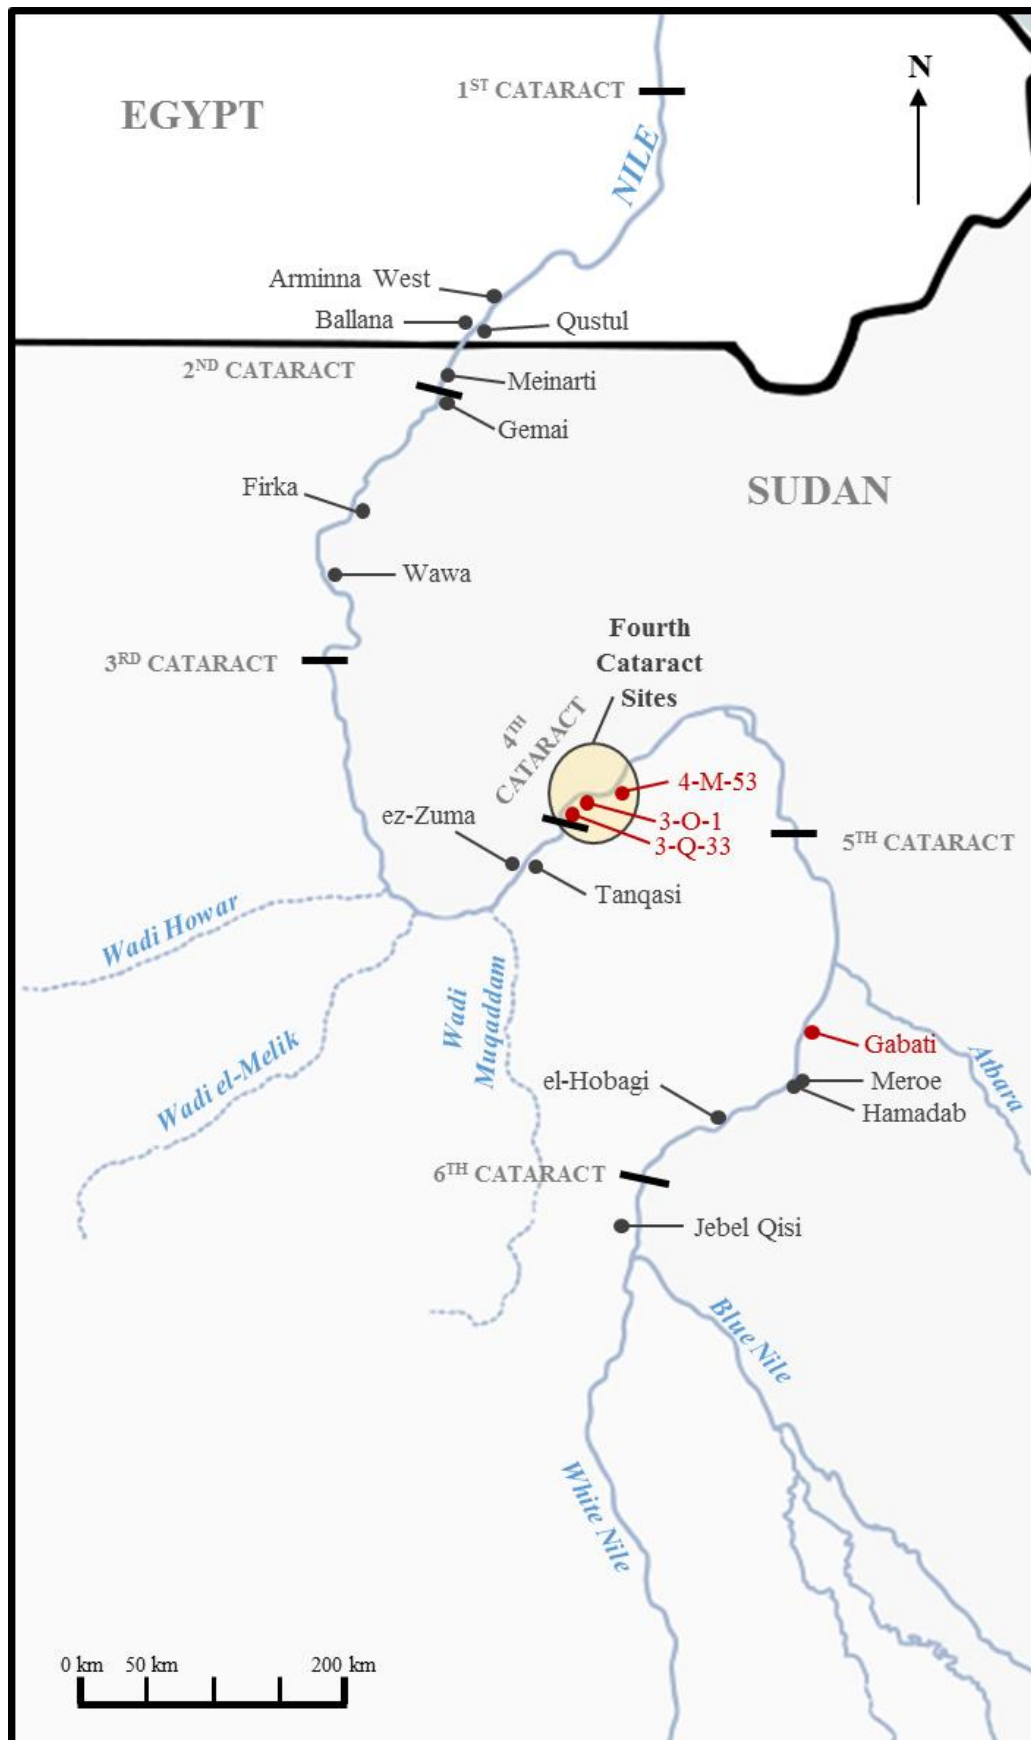 1ST CATARACT
N
EGYPT
NILE
Arminna West
Ballana
Qustul
2ND CATARACT
Meinarti
Gemai
Firka
SUDAN
Wawa
Fourth
Cataract
Sites
3RD CATARACT
4TH
CATARACT
4-M-53
ez-Zuma
3-O-1
3-Q-33
5TH CATARACT
Tanqasi
Wadi Howar
Wadi
Muqaddam
Wadi el-Melik
Gabati
Atbara
el-Hobagi
Meroe
Hamadab
6TH CATARACT
Jebel Qisi
Blue Nile
White Nile
0 km 50 km 200 km